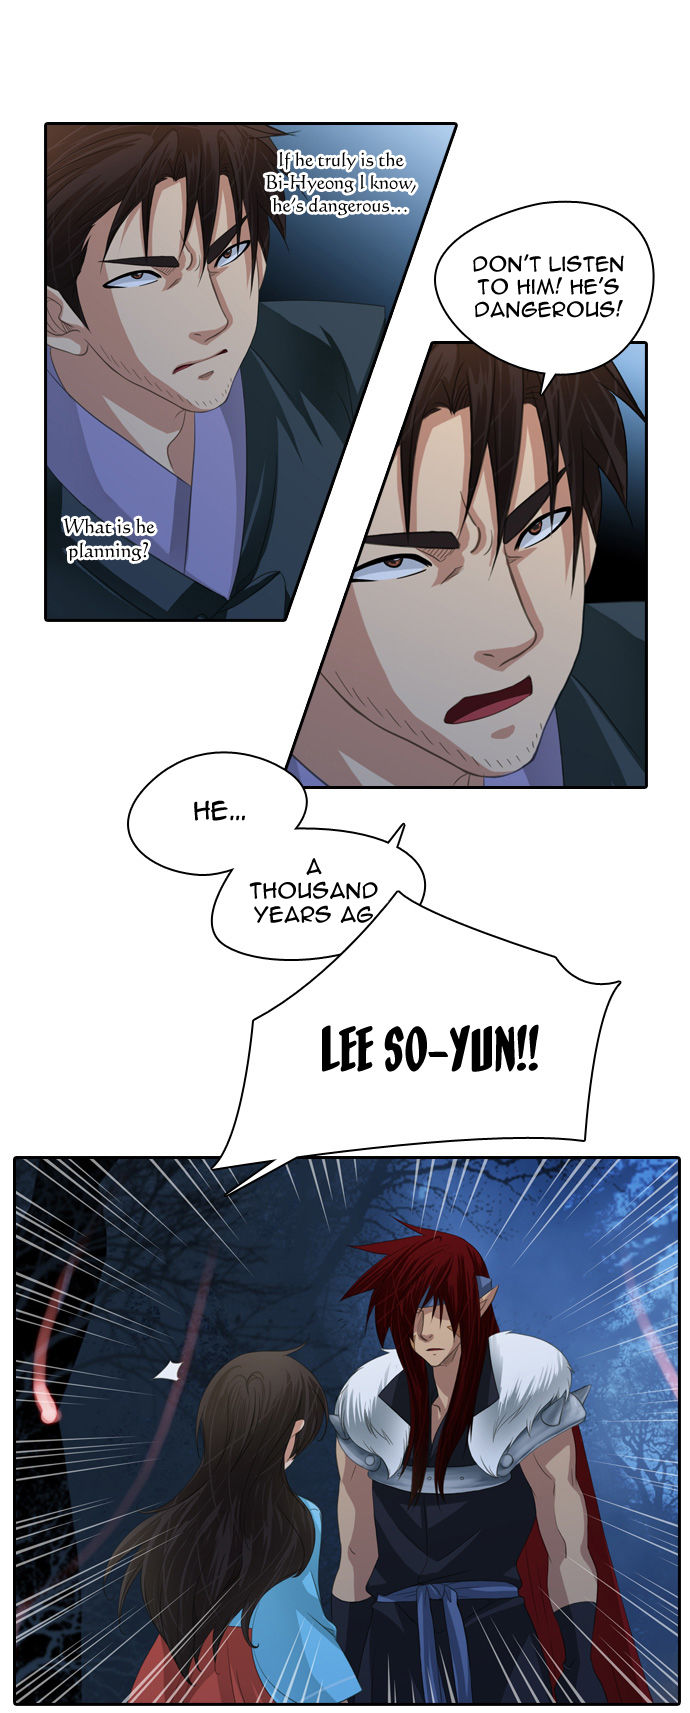 If he truly is the
Bi-Hyeong I know,
he's dangerous...
What is he
planning?
DON'T LISTEN
TO HIM! HE'S
DANGEROUS!
HE...
A
THOUSAND
YEARS AG
LEE SO-YUN!!